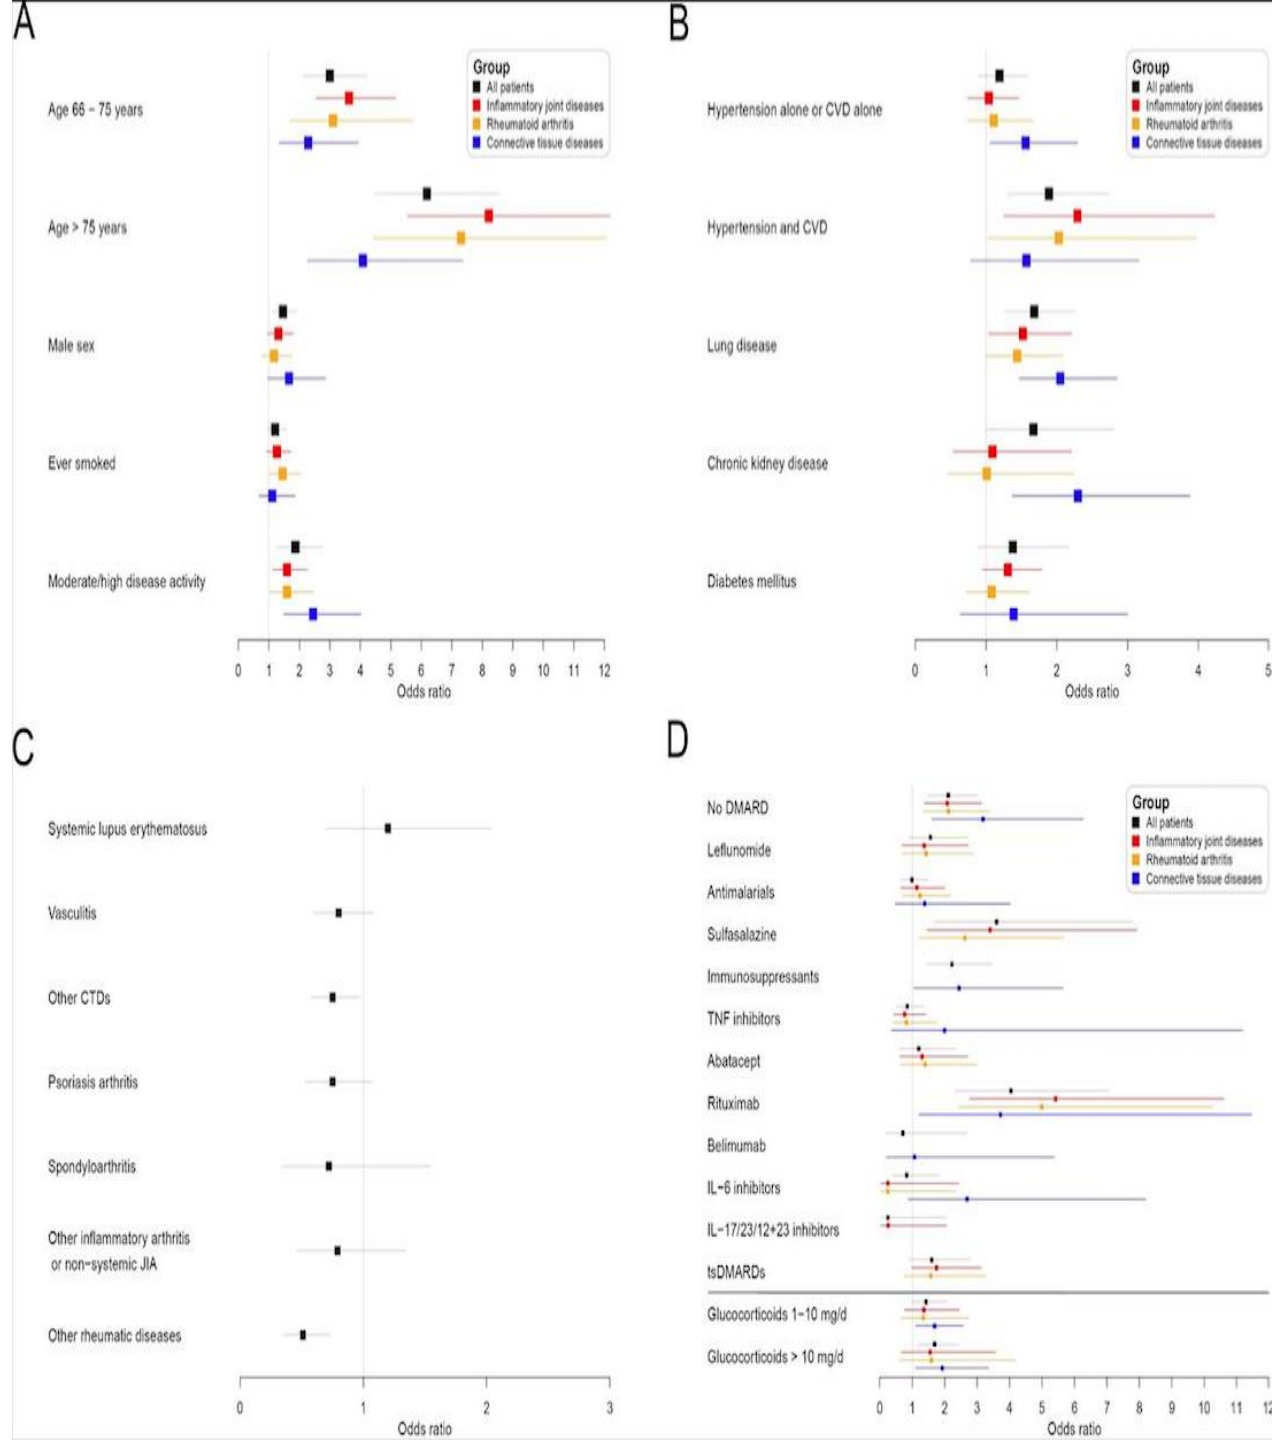 A
Group
All patients
Inflammatory joint diseases
Rheumatoid arthritis
Connective tissue diseases
Age 66 – 75 years
Age > 75 years
Male sex
Ever smoked
Moderate/high disease activity
0 1 2 3 4 5 6 7 8 9 10 11 12
Odds ratio
B
Group
All patients
Inflammatory joint diseases
Rheumatoid arthritis
Connective tissue diseases
Hypertension alone or CVD alone
Hypertension and CVD
Lung disease
Chronic kidney disease
Diabetes mellitus
0 1 2 3 4 5
Odds ratio
C
Systemic lupus erythematosus
Vasculitis
Other CTDs
Psoriasis arthritis
Spondyloarthritis
Other inflammatory arthritis
or non−systemic JIA
Other rheumatic diseases
0 1 2 3
Odds ratio
D
Group
All patients
Inflammatory joint diseases
Rheumatoid arthritis
Connective tissue diseases
No DMARD
Leflunomide
Antimalarials
Sulfasalazine
Immunosuppressants
TNF inhibitors
Abatacept
Rituximab
Belimumab
IL−6 inhibitors
IL−17/23/12+23 inhibitors
tsDMARDs
Glucocorticoids 1−10 mg/d
Glucocorticoids > 10 mg/d
0 1 2 3 4 5 6 7 8 9 10 11 12
Odds ratio